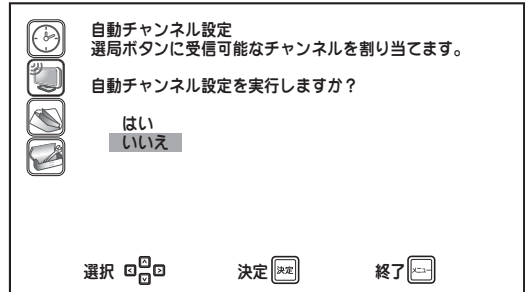 自動チャンネル設定
選局ボタンに受信可能なチャンネルを割り当てます。
自動チャンネル設定を実行しますか？
はい
いいえ
選択 決定 決定 終了 メニュー